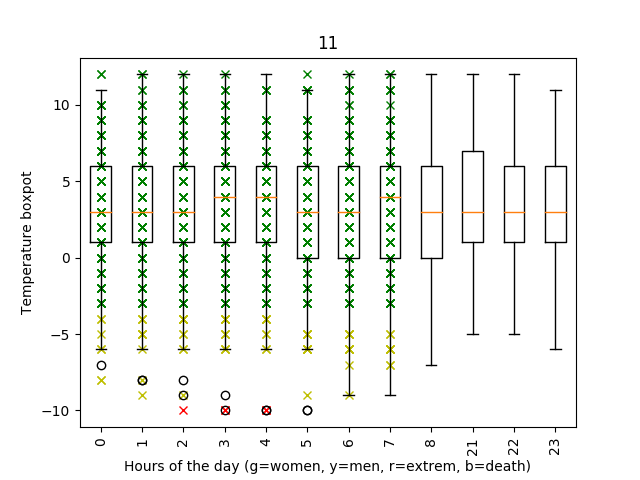 11
10
5
0
−5
−10
Temperature boxpot
0 1 2 3 4 5 6 7 8 21 22 23
Hours of the day (g=women, y=men, r=extrem, b=death)